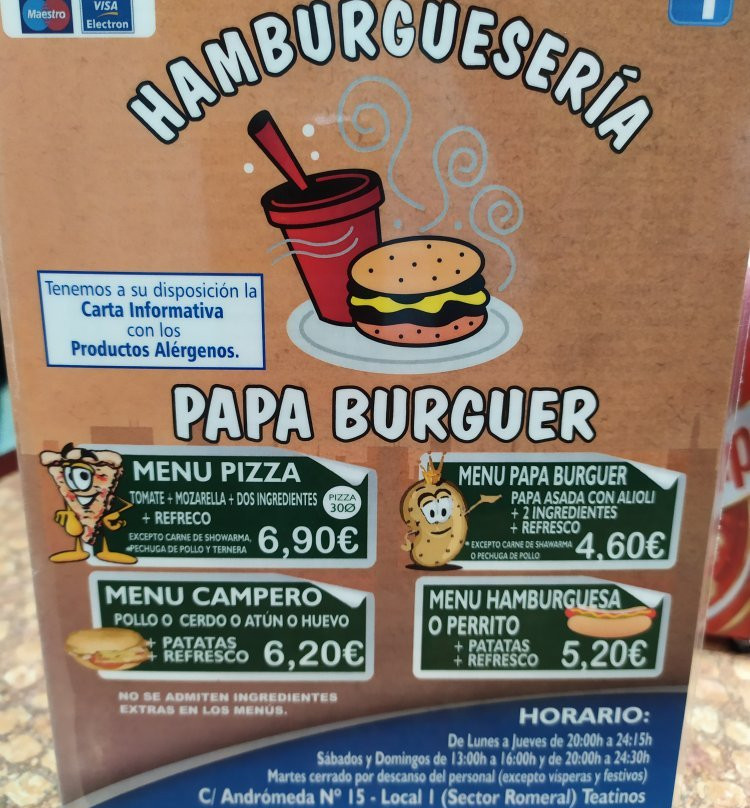 Maestro
VISA
Electron
f
HAMBURGUESERÍA
Tenemos a su disposición la
Carta Informativa
con los
Productos Alérgenos.
PAPA BURGUER
MENU PIZZA
TOMATE + MOZARELLA + DOS INGREDIENTES
+ REFRECO
PIZZA
30Ø
EXCEPTO CARNE DE SHOWARMA,
*PECHUGA DE POLLO Y TERNERA
6,90€
MENU PAPA BURGUER
PAPA ASADA CON ALIOLI
+ 2 INGREDIENTES
+ REFRESCO
* EXCEPTO CARNE DE SHAWARMA
O PECHUGA DE POLLO
4,60€
MENU CAMPERO
POLLO O CERDO O ATÚN O HUEVO
+ PATATAS
+ REFRESCO
6,20€
MENU HAMBURGUESA
O PERRITO
+ PATATAS
+ REFRESCO
5,20€
NO SE ADMITEN INGREDIENTES
EXTRAS EN LOS MENÚS.
HORARIO:
De Lunes a Jueves de 20:00h a 24:15h
Sábados y Domingos de 13:00h a 16:00h y de 20:00h a 24:30h
Martes cerrado por descanso del personal (excepto vísperas y festivos)
C/ Andrómeda Nº 15 - Local 1 (Sector Romeral) Teatinos